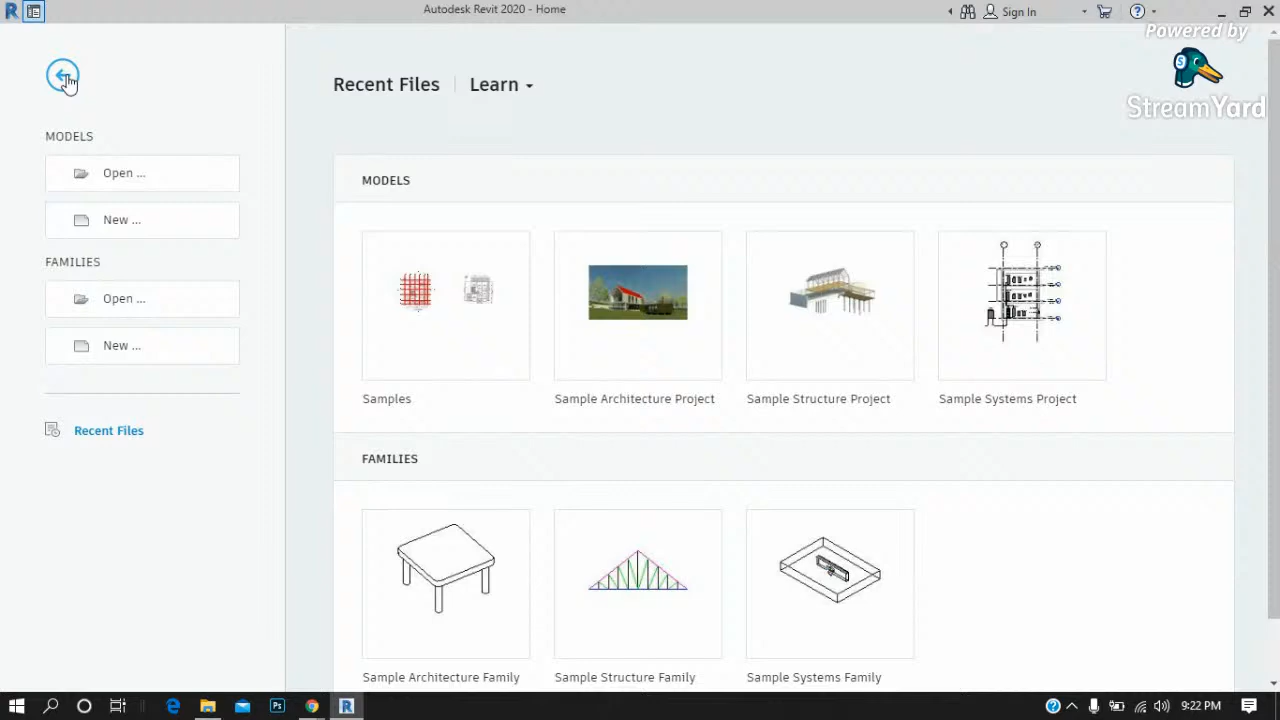 Autodesk Revit 2020 - Home
Sign In
Powered by
StreamYard
Recent Files
Learn
MODELS
Open ...
New ...
FAMILIES
Open ...
New ...
Recent Files
MODELS
Samples
Sample Architecture Project
Sample Structure Project
Sample Systems Project
FAMILIES
Sample Architecture Family
Sample Structure Family
Sample Systems Family
Ps
9:22 PM